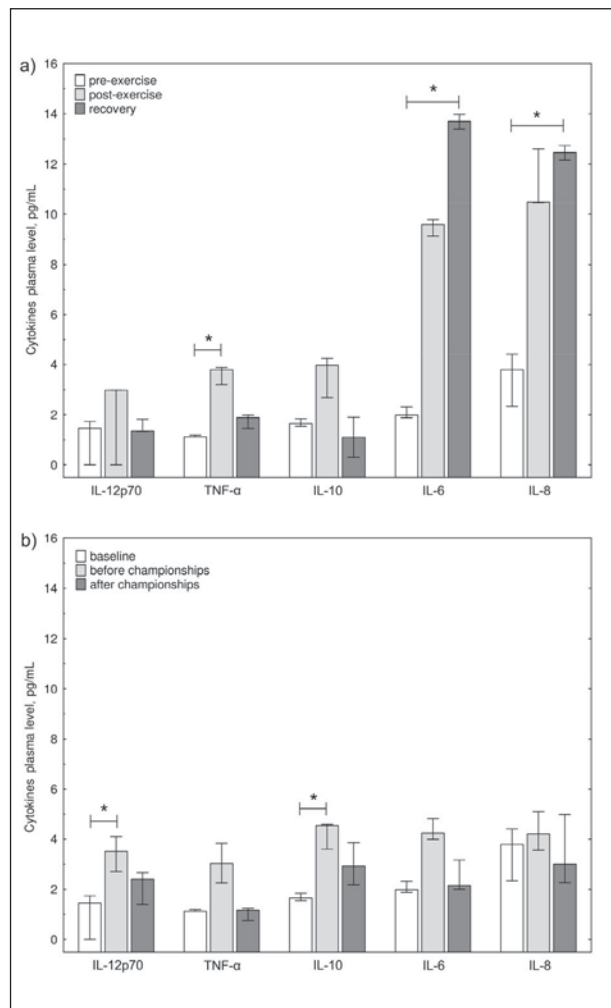 a)
pre-exercise
post-exercise
recovery
Cytokines plasma level, pg/mL
16
14
12
10
8
6
4
2
0
*
*
*
IL-12p70 TNF-α IL-10 IL-6 IL-8
b)
baseline
before championships
after championships
Cytokines plasma level, pg/mL
16
14
12
10
8
6
4
2
0
*
*
IL-12p70 TNF-α IL-10 IL-6 IL-8